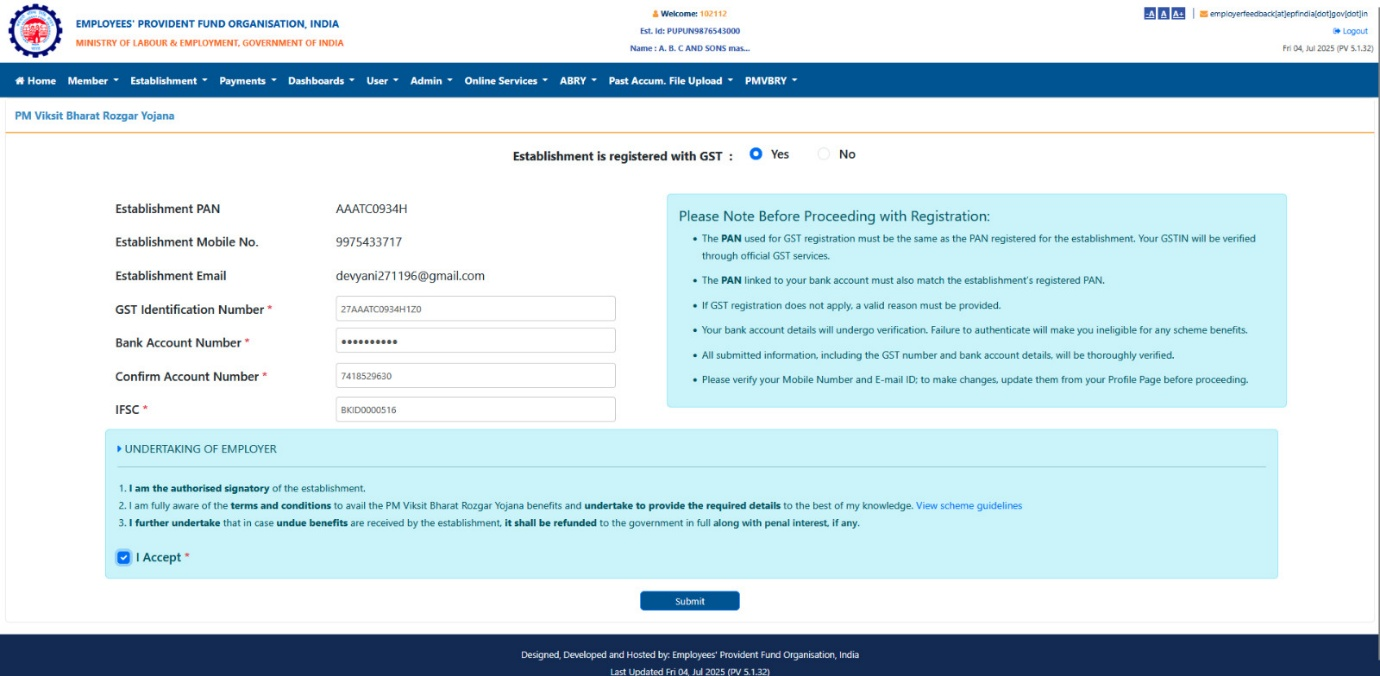 EMPLOYEES' PROVIDENT FUND ORGANISATION, INDIA
MINISTRY OF LABOUR & EMPLOYMENT, GOVERNMENT OF INDIA
Welcome: 102112
Est. Id: PUPUN9876543000
Name : A. B. C AND SONS mas...
-A A A+ | employerfeedback[at]epfindia[dot]gov[dot]in
Logout
Fri 04, Jul 2025 (PV 5.1.32)
Home Member Establishment Payments Dashboards User Admin Online Services ABRY Past Accum. File Upload PMVBRY
PM Viksit Bharat Rozgar Yojana
Establishment is registered with GST : Yes No
Establishment PAN AAATC0934H
Establishment Mobile No. 9975433717
Establishment Email devyani271196@gmail.com
GST Identification Number * 27AAATC0934H1Z0
Bank Account Number * ••••••••••
Confirm Account Number * 7418529630
IFSC * BKID0000516
Please Note Before Proceeding with Registration:
• The PAN used for GST registration must be the same as the PAN registered for the establishment. Your GSTIN will be verified
through official GST services.
• The PAN linked to your bank account must also match the establishment's registered PAN.
• If GST registration does not apply, a valid reason must be provided.
• Your bank account details will undergo verification. Failure to authenticate will make you ineligible for any scheme benefits.
• All submitted information, including the GST number and bank account details, will be thoroughly verified.
• Please verify your Mobile Number and E-mail ID; to make changes, update them from your Profile Page before proceeding.
UNDERTAKING OF EMPLOYER
1. I am the authorised signatory of the establishment.
2. I am fully aware of the terms and conditions to avail the PM Viksit Bharat Rozgar Yojana benefits and undertake to provide the required details to the best of my knowledge. View scheme guidelines
3. I further undertake that in case undue benefits are received by the establishment, it shall be refunded to the government in full along with penal interest, if any.
I Accept *
Submit
Designed, Developed and Hosted by: Employees' Provident Fund Organisation, India
Last Updated Fri 04, Jul 2025 (PV 5.1.32)